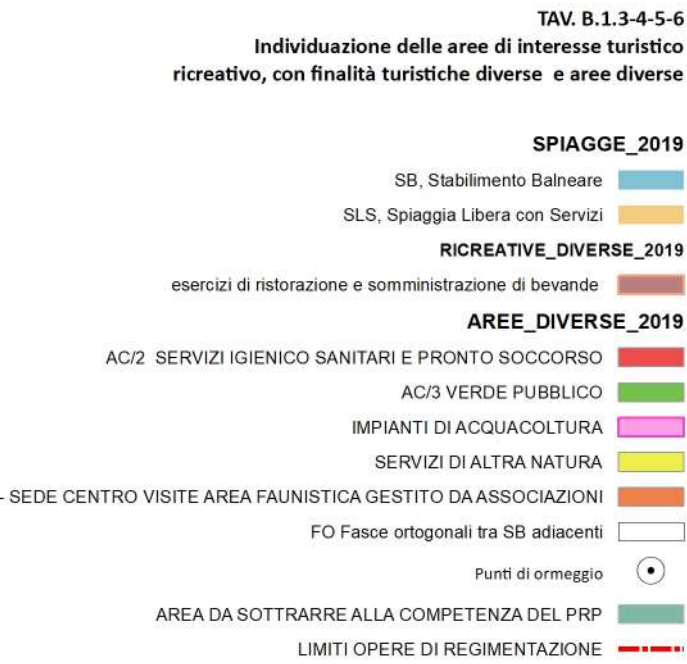 TAV. B.1.3-4-5-6
Individuazione delle aree di interesse turistico
ricreativo, con finalità turistiche diverse e aree diverse
SPIAGGE_2019
SB, Stabilimento Balneare
SLS, Spiaggia Libera con Servizi
RICREATIVE_DIVERSE_2019
esercizi di ristorazione e somministrazione di bevande
AREE_DIVERSE_2019
AC/2 SERVIZI IGIENICO SANITARI E PRONTO SOCCORSO
AC/3 VERDE PUBBLICO
IMPIANTI DI ACQUACOLTURA
SERVIZI DI ALTRA NATURA
- SEDE CENTRO VISITE AREA FAUNISTICA GESTITO DA ASSOCIAZIONI
FO Fasce ortogonali tra SB adiacenti
Punti di ormeggio
AREA DA SOTTRARRE ALLA COMPETENZA DEL PRP
LIMITI OPERE DI REGIMENTAZIONE